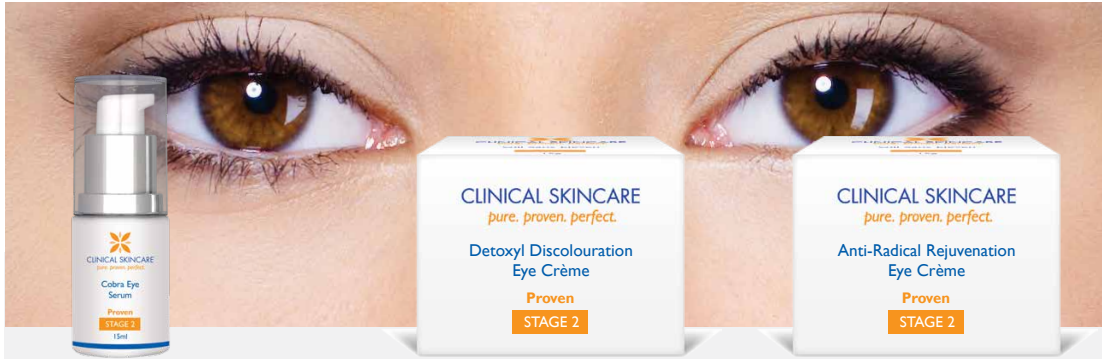 CLINICAL SKINCARE
pure. proven. perfect.
Cobra Eye
Serum
Proven
STAGE 2
15ml
CLINICAL SKINCARE
pure. proven. perfect.
Detoxyl Discolouration
Eye Crème
Proven
STAGE 2
CLINICAL SKINCARE
pure. proven. perfect.
Anti-Radical Rejuvenation
Eye Crème
Proven
STAGE 2